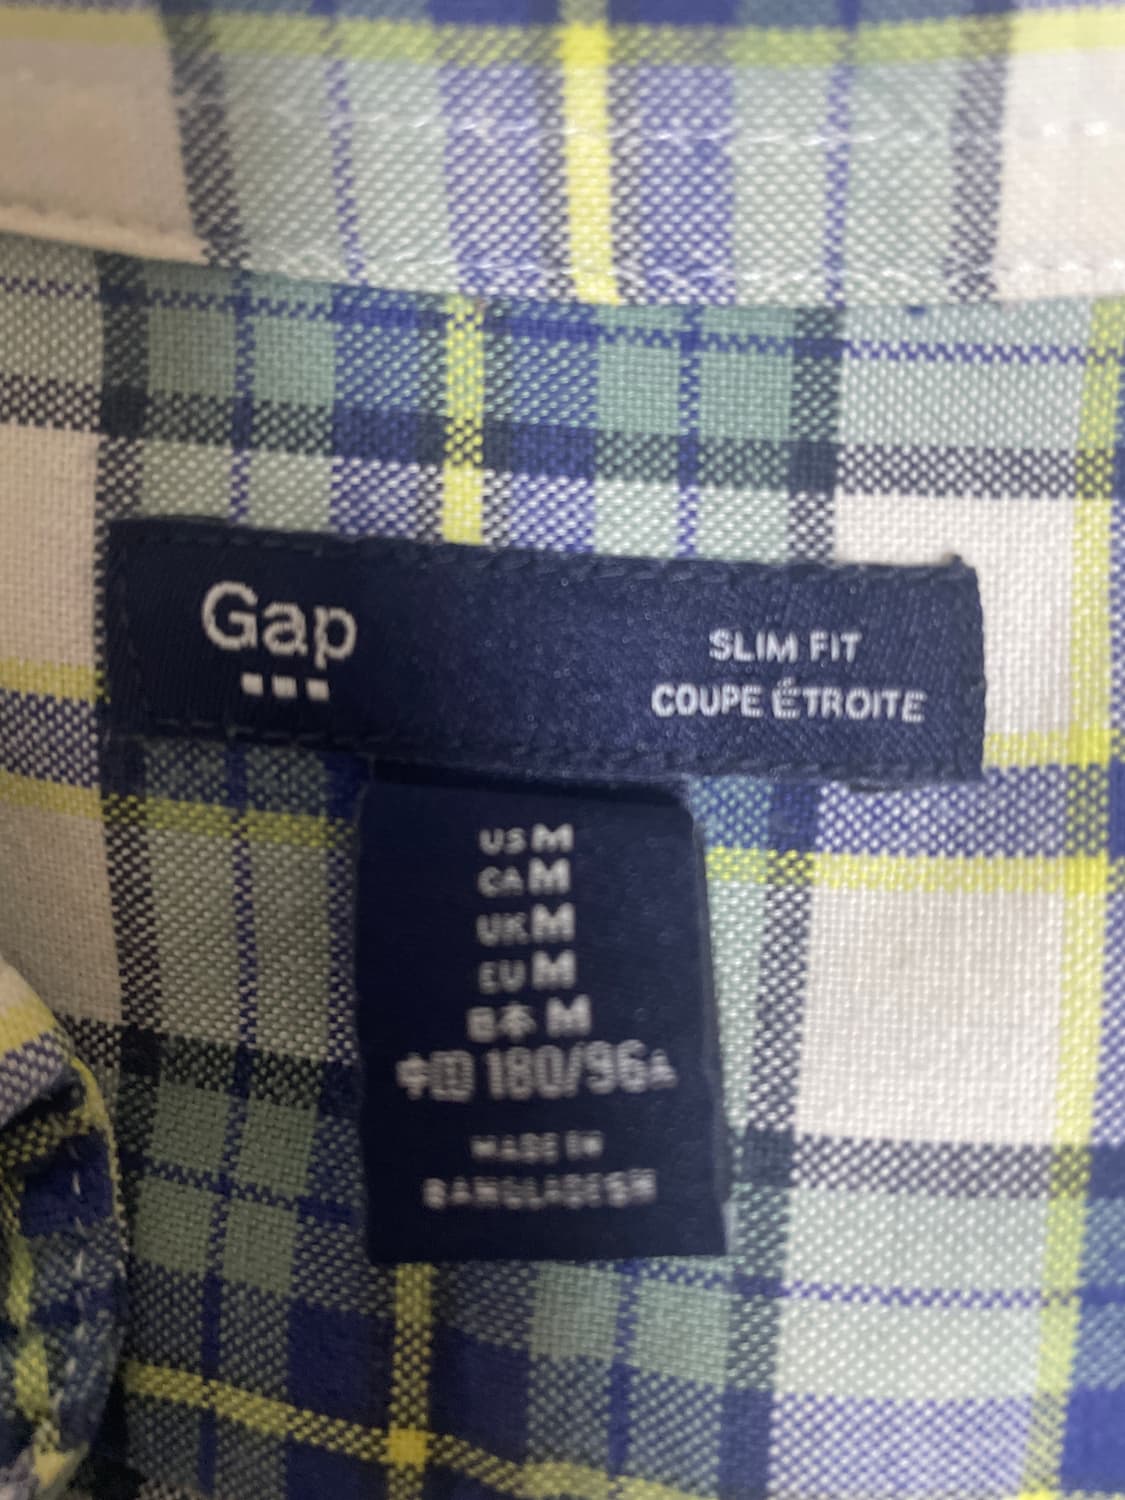 Gap
SLIM FIT
COUPE ÉTROITE
US M
CA M
UK M
EU M
日本 M
中国 180/96A
MADE IN
BANGLADESH